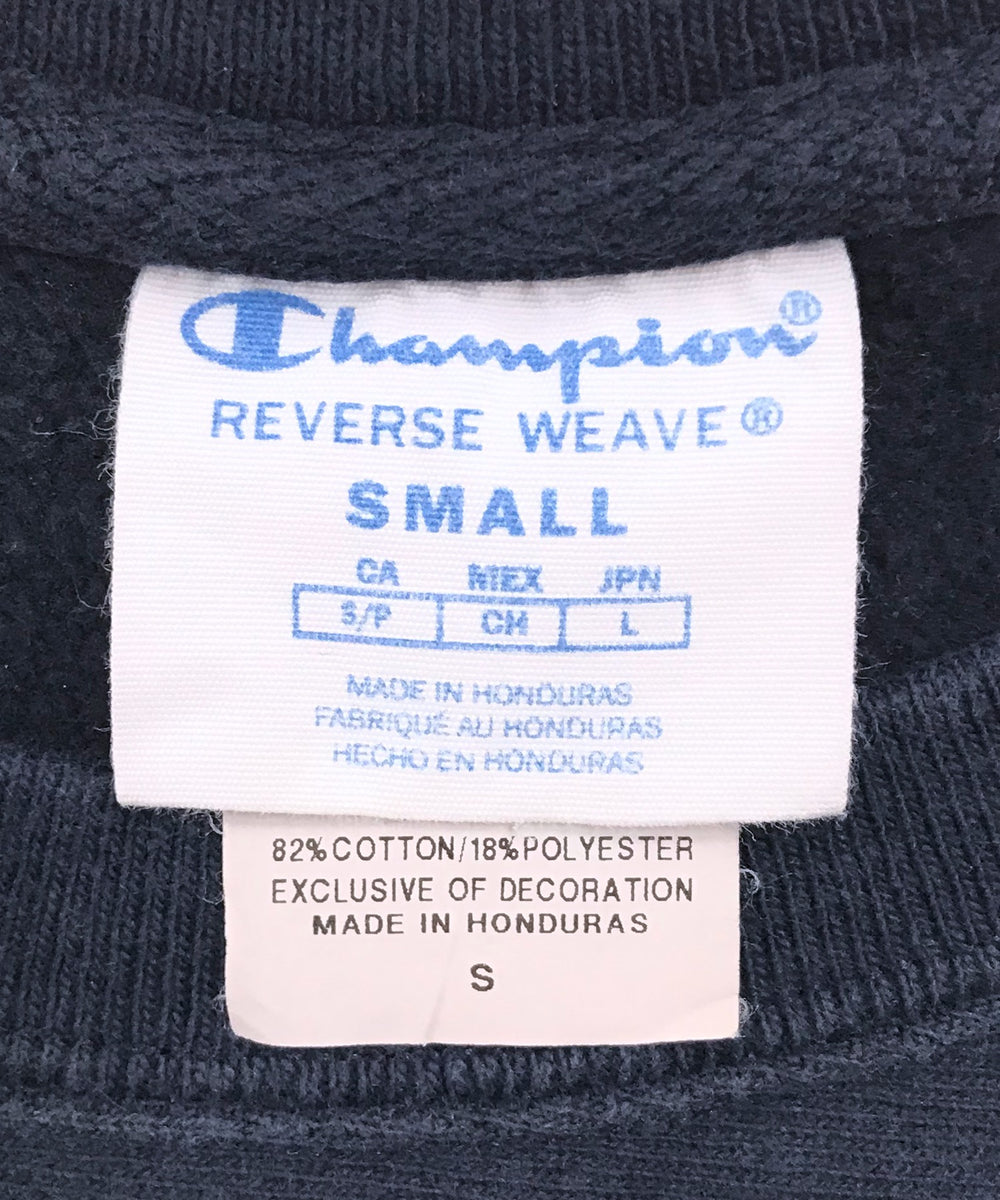 Champion®
REVERSE WEAVE®
SMALL
CA MEX JPN
S/P CH L
MADE IN HONDURAS
FABRIQUÉ AU HONDURAS
HECHO EN HONDURAS
82%COTTON/18%POLYESTER
EXCLUSIVE OF DECORATION
MADE IN HONDURAS
S